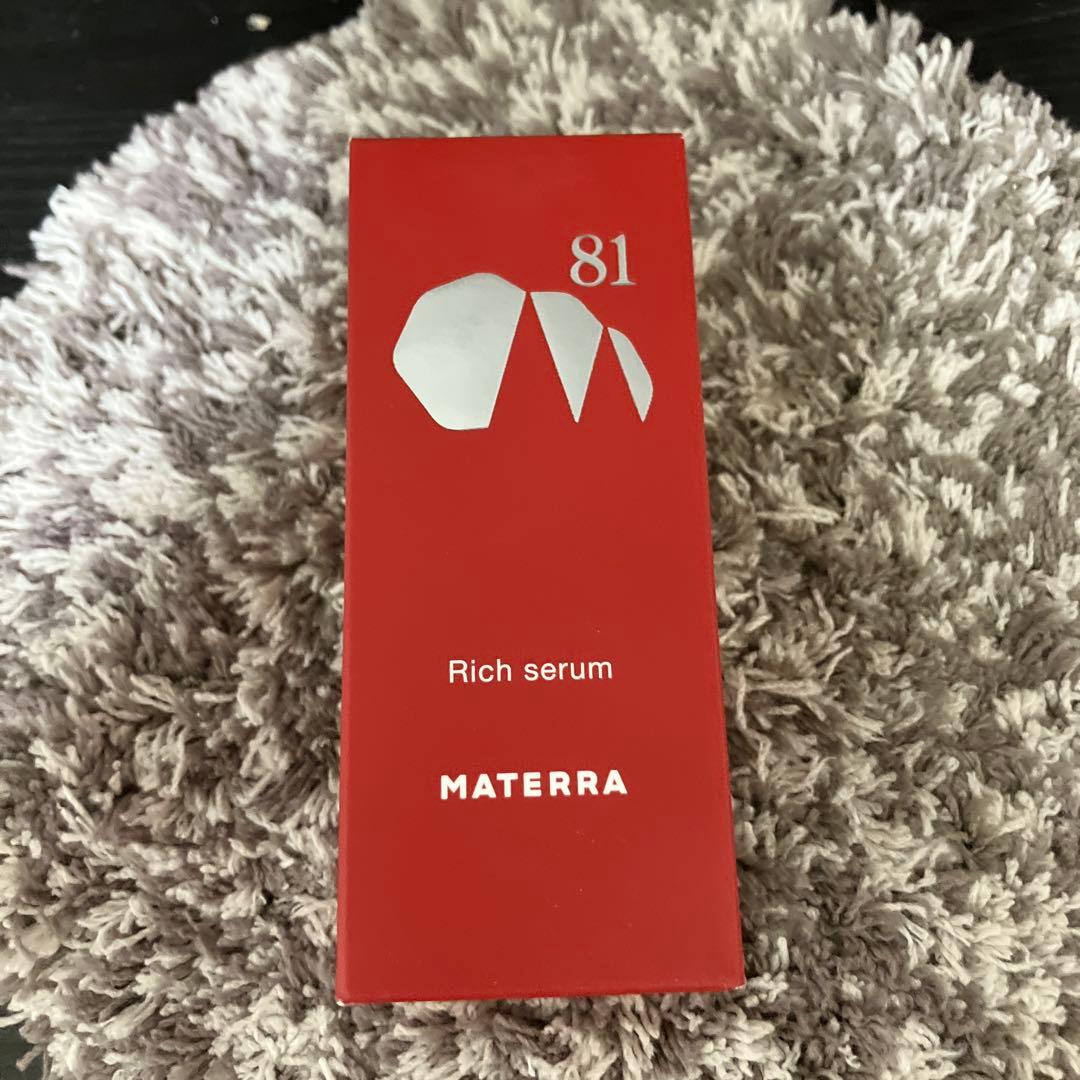 81
Rich serum
MATERRA